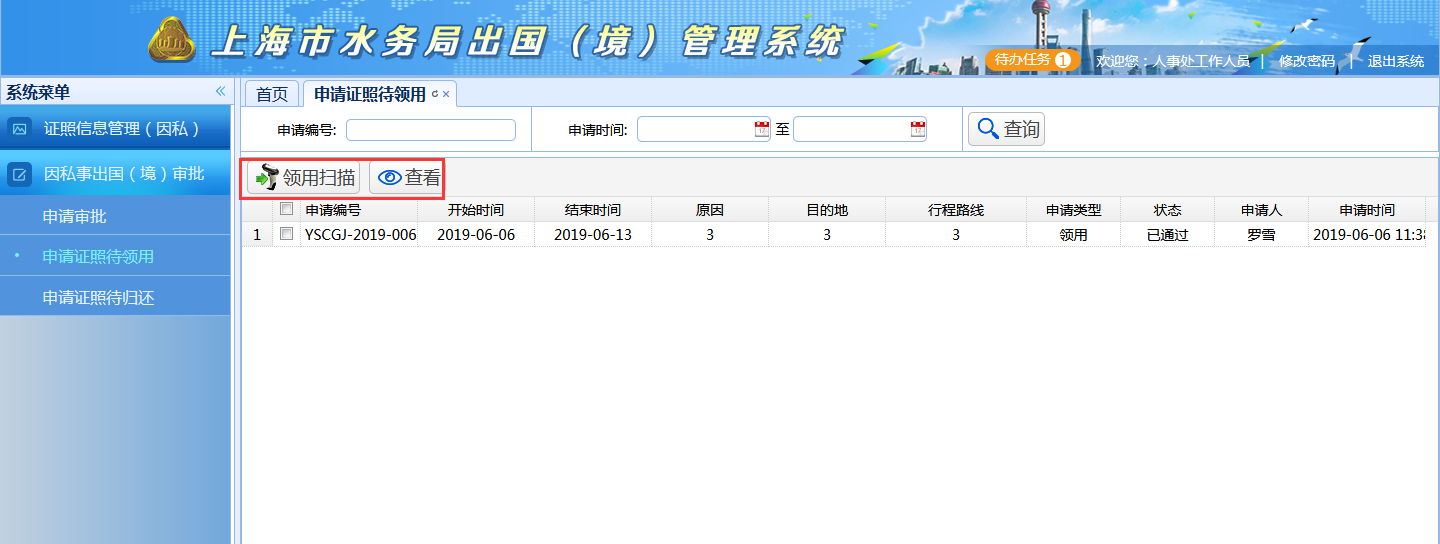 上海市水务局出国（境）管理系统
待办任务 1 欢迎您：人事处工作人员 | 修改密码 | 退出系统
系统菜单 «
首页 申请证照待领用
证照信息管理（因私）
申请编号: 申请时间: 至 查询
因私事出国（境）审批
领用扫描 查看
申请编号 开始时间 结束时间 原因 目的地 行程路线 申请类型 状态 申请人 申请时间
申请审批
1 YSCGJ-2019-006 2019-06-06 2019-06-13 3 3 3 领用 已通过 罗雪 2019-06-06 11:38
申请证照待领用
申请证照待归还